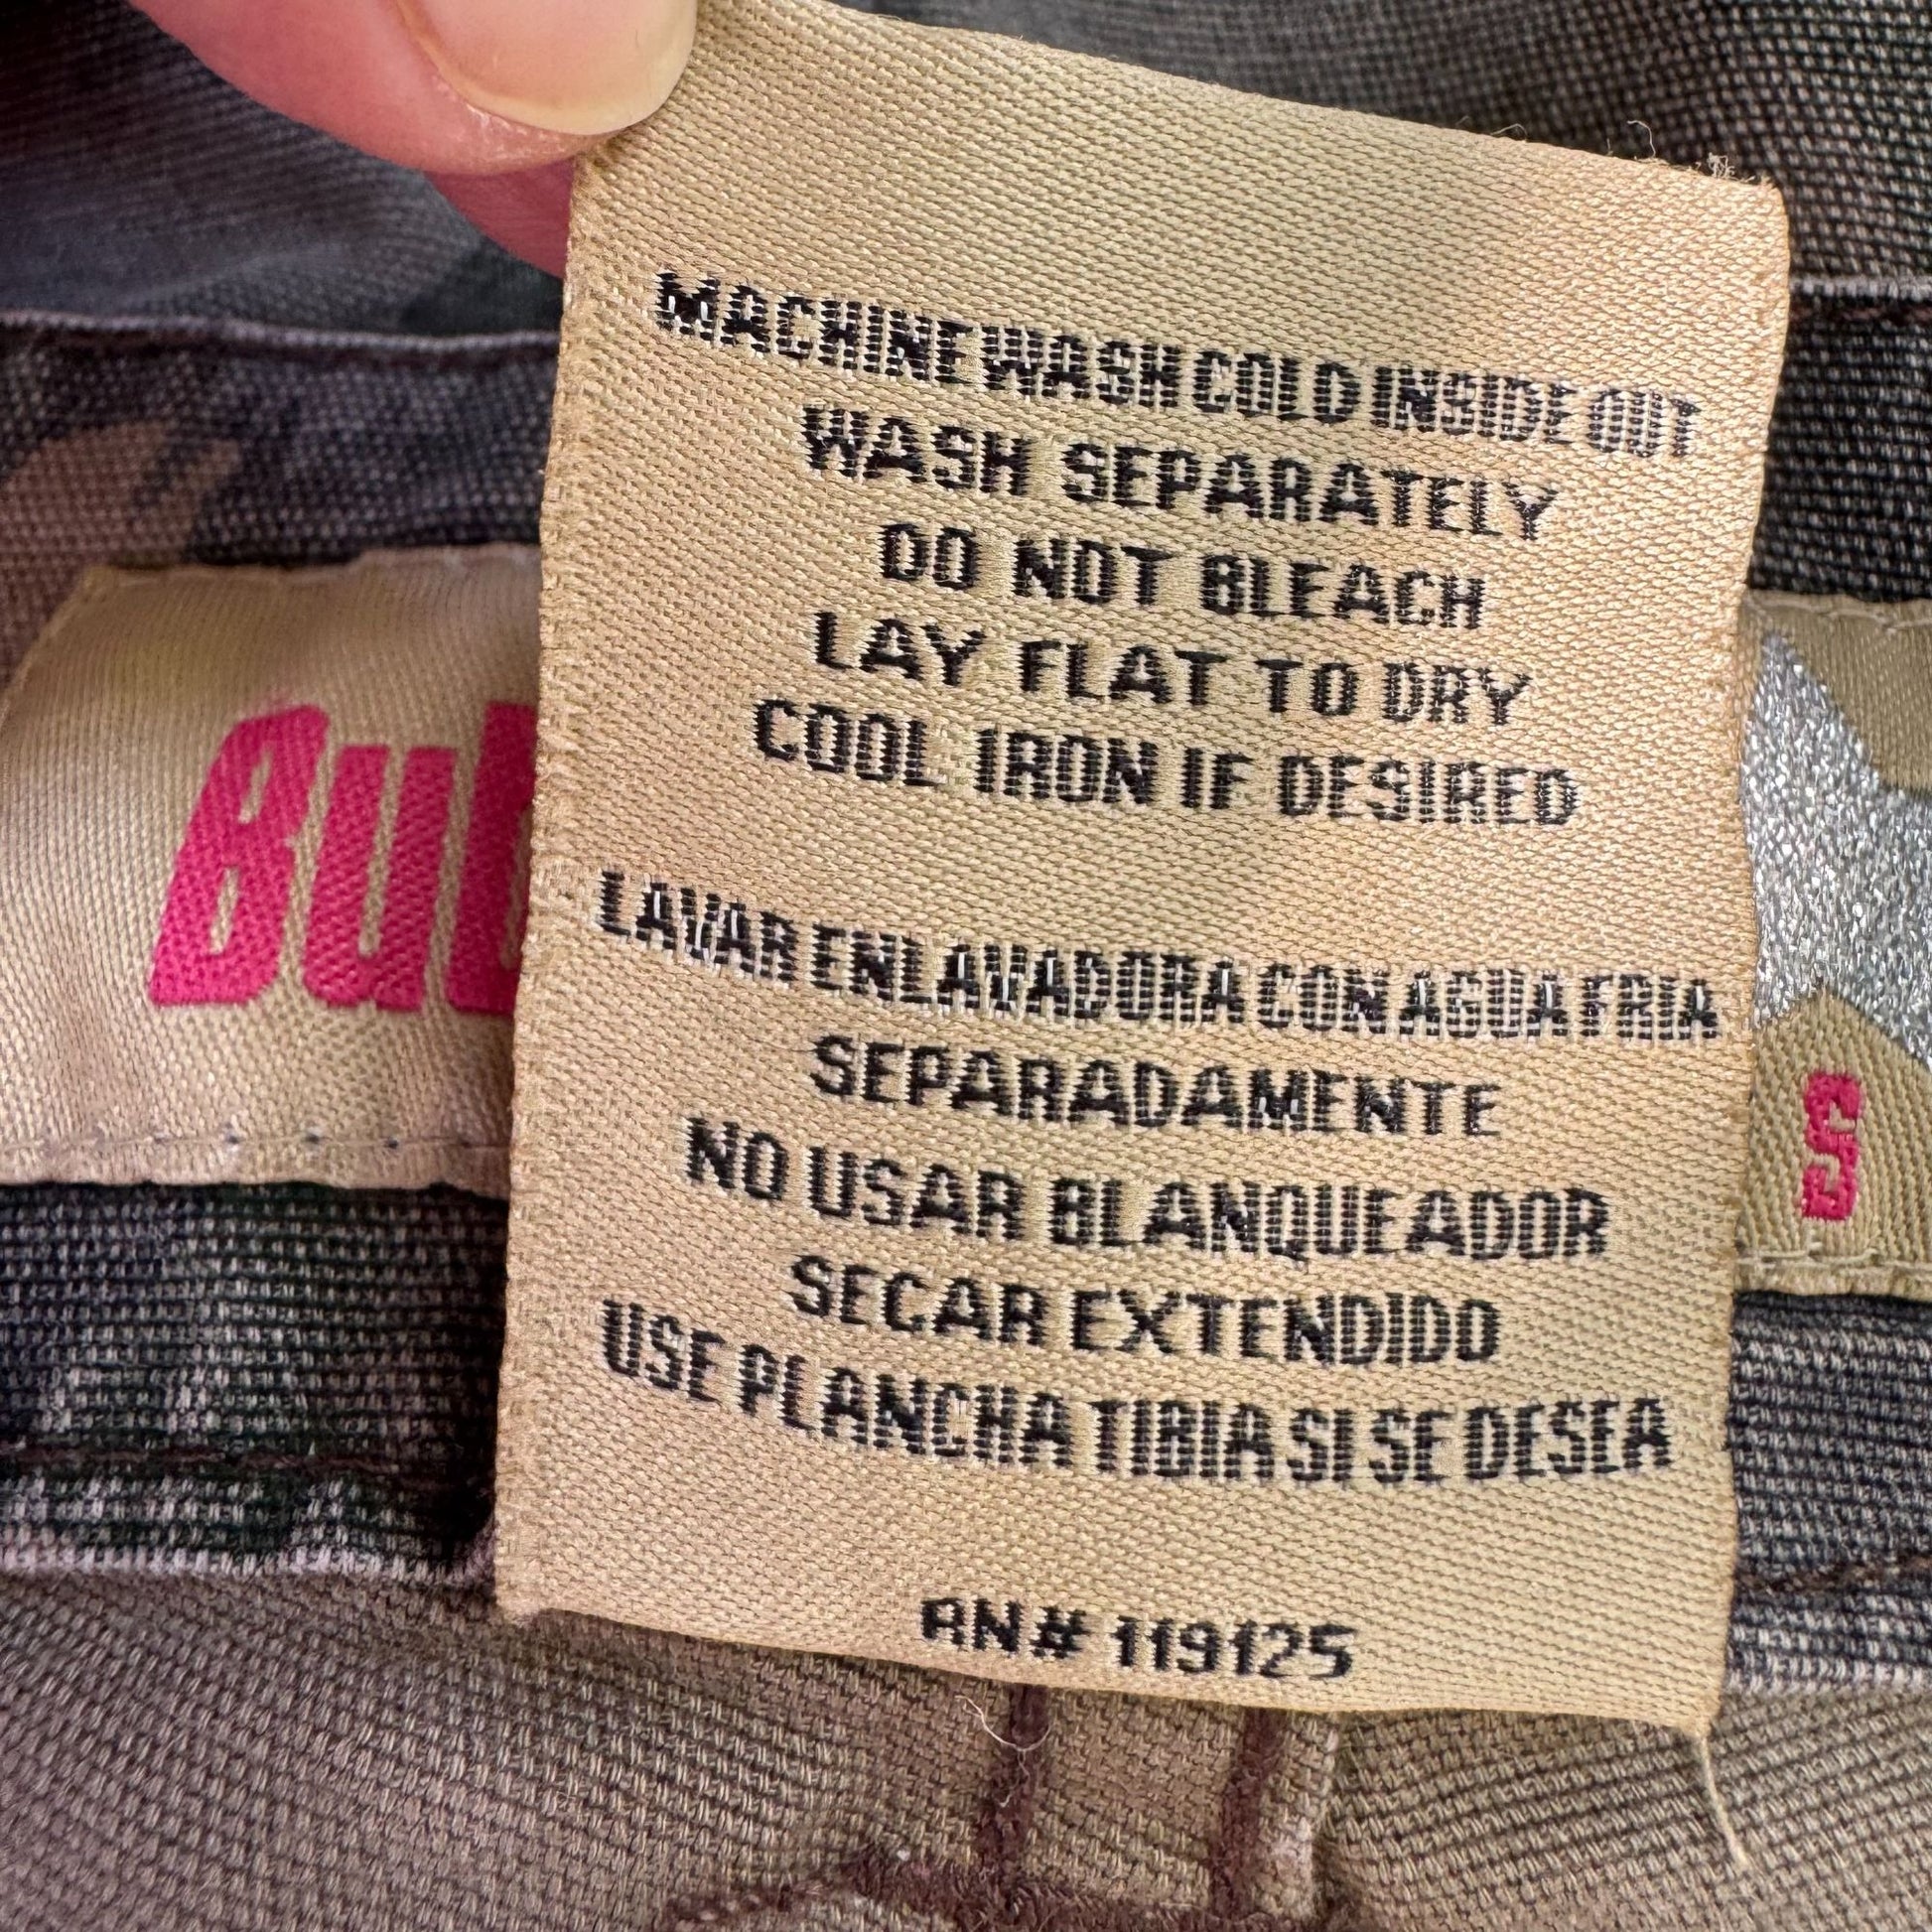 MACHINE WASH COLD INSIDE OUT
WASH SEPARATELY
DO NOT BLEACH
LAY FLAT TO DRY
COOL IRON IF DESIRED
LAVAR EN LAVADORA CON AGUA FRIA
SEPARADAMENTE
NO USAR BLANQUEADOR
SECAR EXTENDIDO
USE PLANCHA TIBIA SI SE DESEA
RN# 119125
S